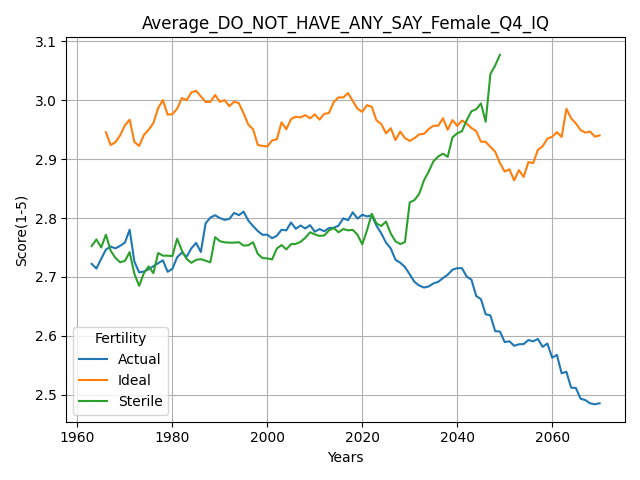 Average_DO_NOT_HAVE_ANY_SAY_Female_Q4_IQ
Score(1-5)
3.1
3.0
2.9
2.8
2.7
2.6
2.5
Fertility
Actual
Ideal
Sterile
1960 1980 2000 2020 2040 2060
Years